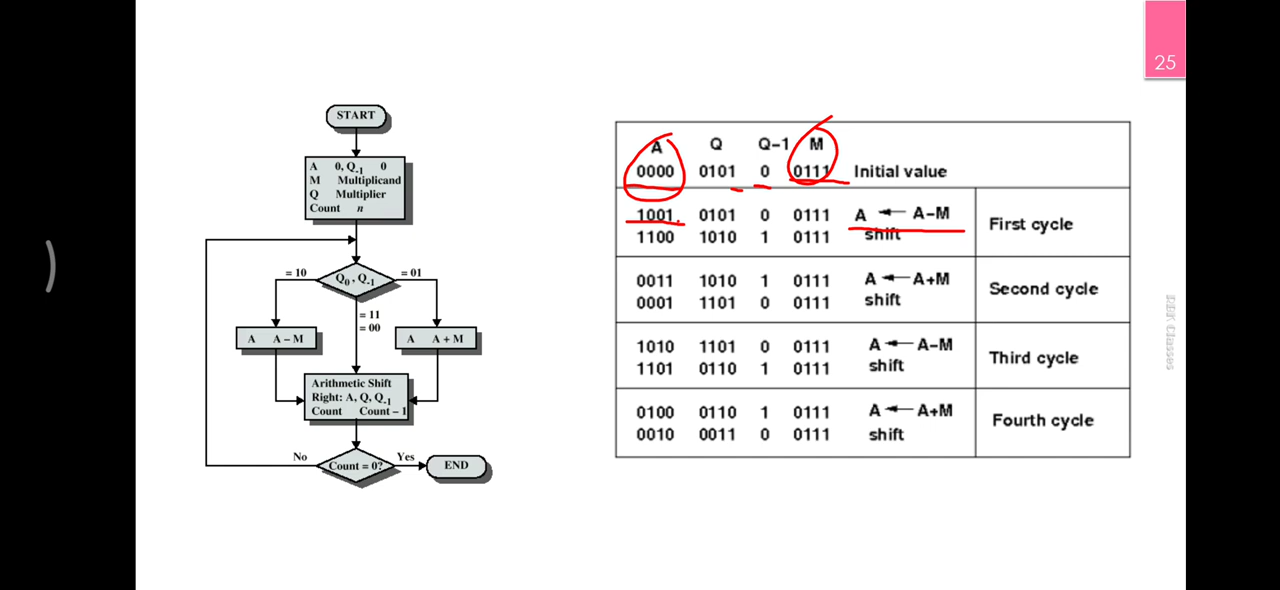 25
START
A 0, Q-1 0
M Multiplicand
Q Multiplier
Count n
= 10
Q0, Q-1
= 01
= 11
= 00
A A – M
A A + M
Arithmetic Shift
Right: A, Q, Q-1
Count Count – 1
No
Count = 0?
Yes
END
A Q Q-1 M
0000 0101 0 0111 Initial value
1001 0101 0 0111 A ← A-M
1100 1010 1 0111 shift
First cycle
0011 1010 1 0111 A ← A+M
0001 1101 0 0111 shift
Second cycle
1010 1101 0 0111 A ← A-M
1101 0110 1 0111 shift
Third cycle
0100 0110 1 0111 A ← A+M
0010 0011 0 0111 shift
Fourth cycle